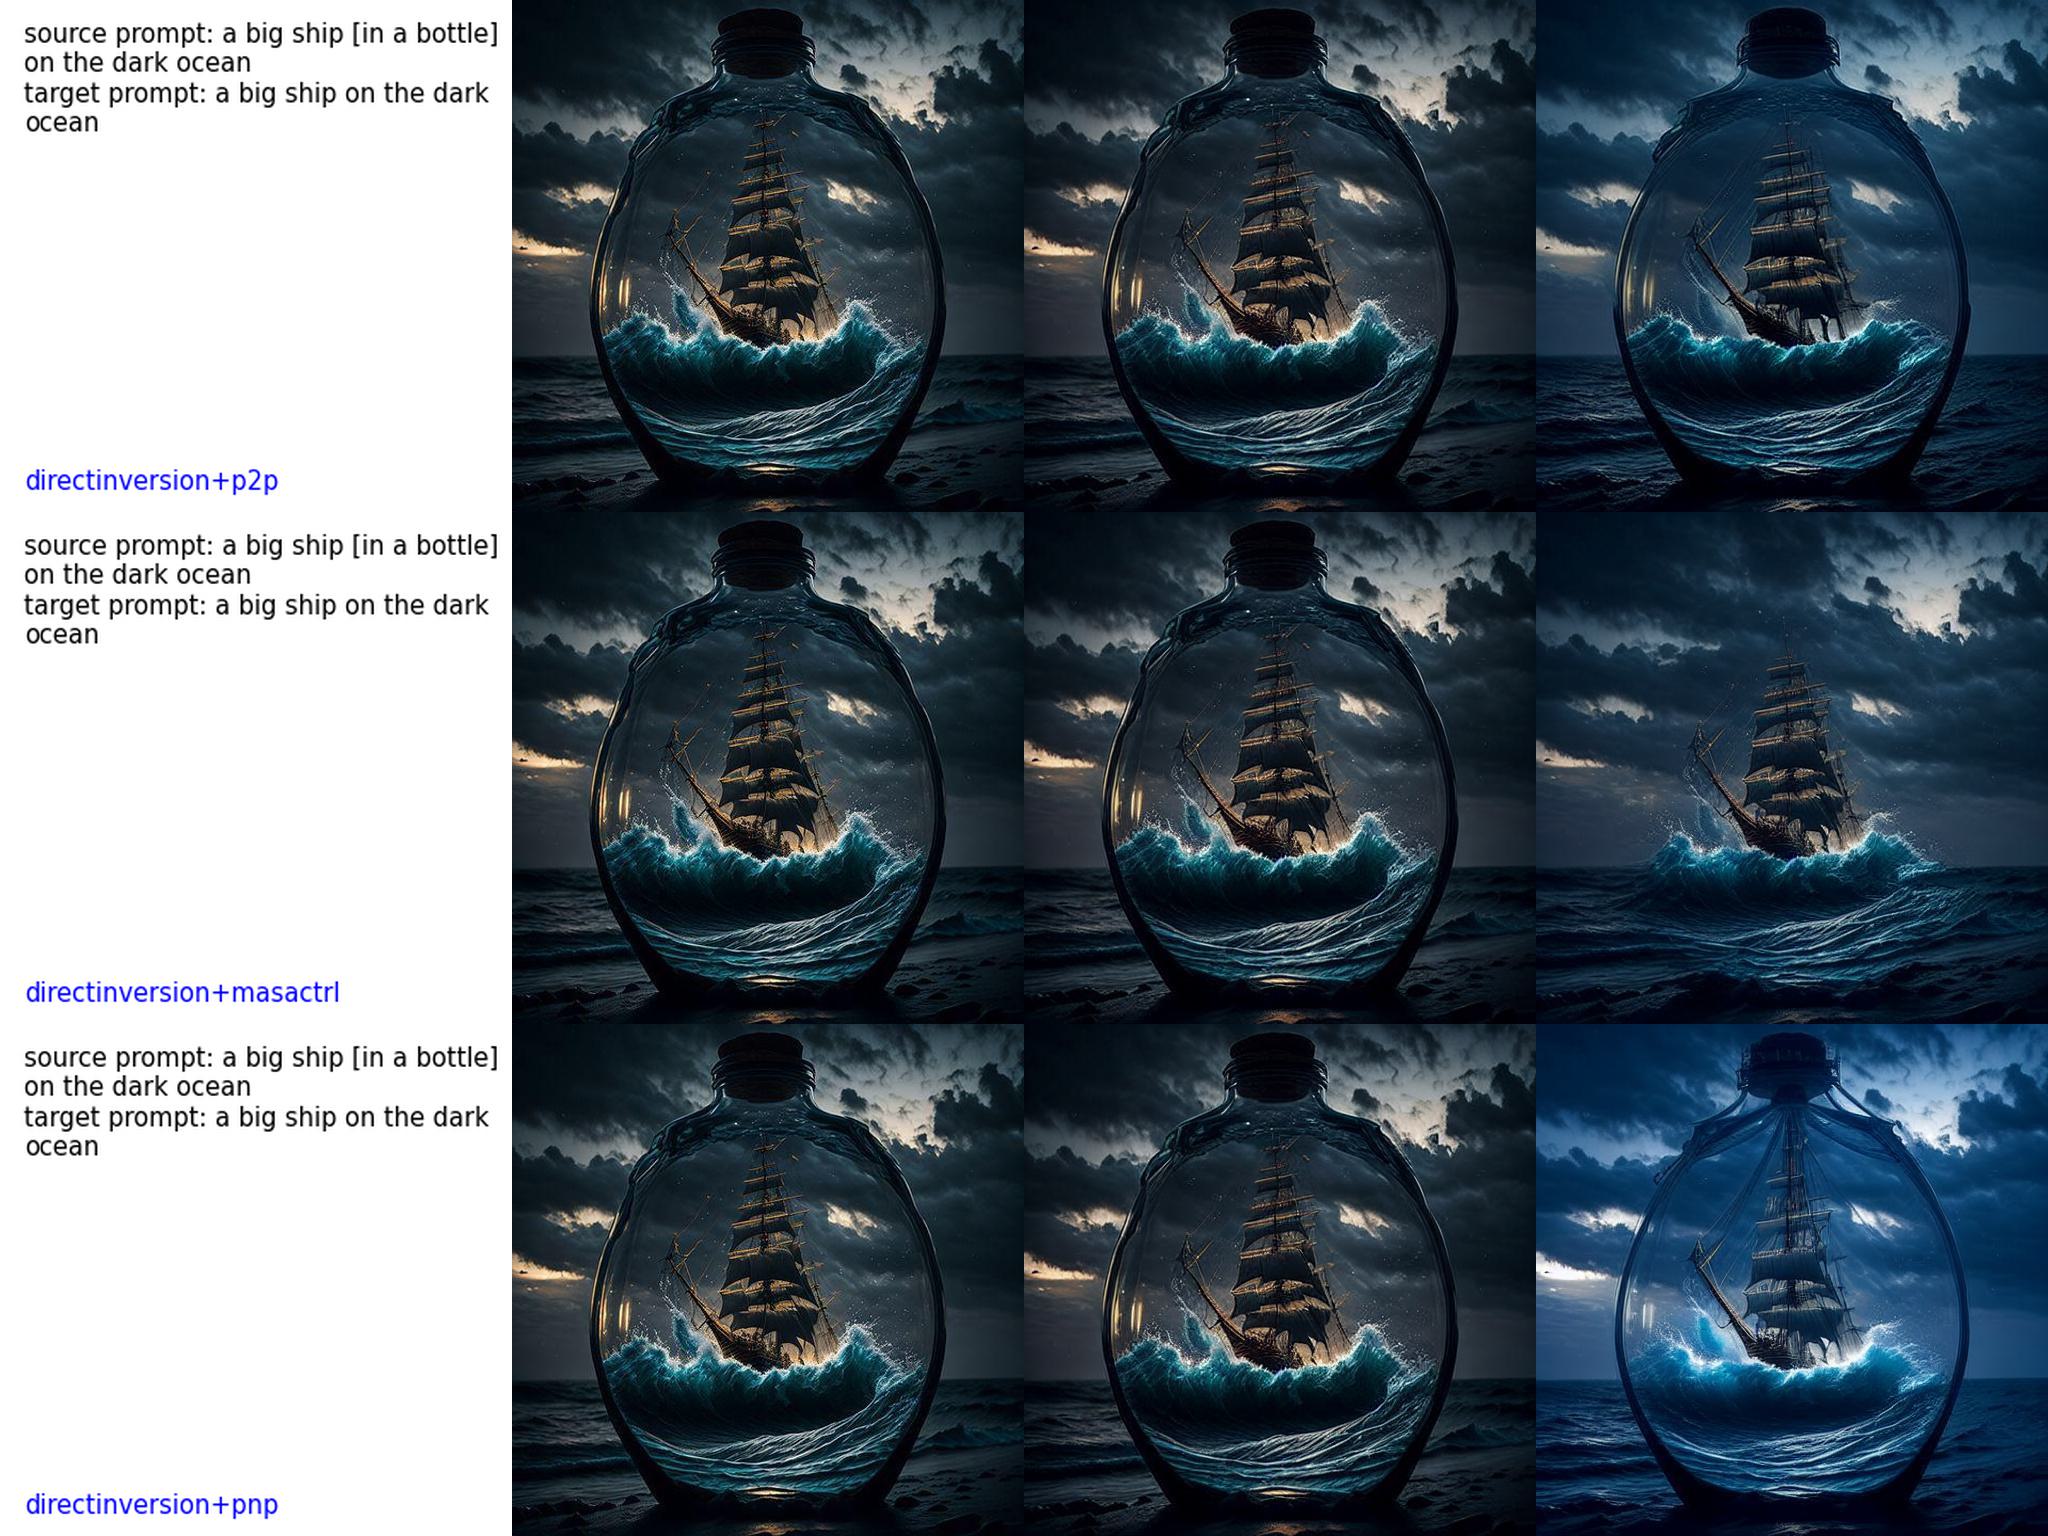 source prompt: a big ship [in a bottle]
on the dark ocean
target prompt: a big ship on the dark
ocean
directinversion+p2p
source prompt: a big ship [in a bottle]
on the dark ocean
target prompt: a big ship on the dark
ocean
directinversion+masactrl
source prompt: a big ship [in a bottle]
on the dark ocean
target prompt: a big ship on the dark
ocean
directinversion+pnp